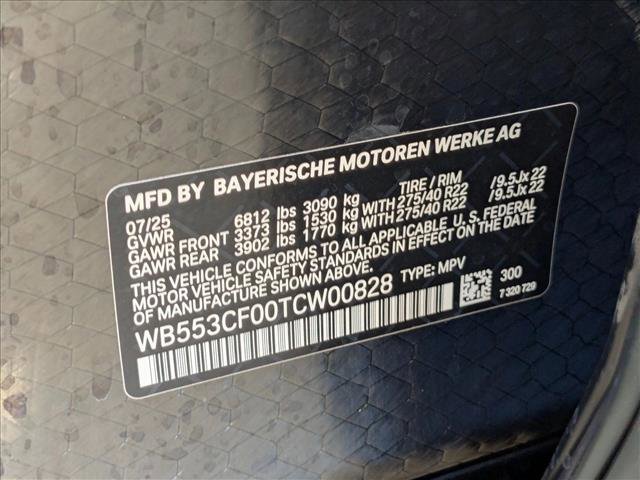 MFD BY BAYERISCHE MOTOREN WERKE AG
07/25 TIRE / RIM
GVWR 6812 lbs 3090 kg
GAWR FRONT 3373 lbs 1530 kg WITH 275/40 R22 /9.5Jx22
GAWR REAR 3902 lbs 1770 kg WITH 275/40 R22 /9.5Jx22
THIS VEHICLE CONFORMS TO ALL APPLICABLE U.S. FEDERAL
MOTOR VEHICLE SAFETY STANDARDS IN EFFECT ON THE DATE
OF MANUFACTURE SHOWN ABOVE.
WB553CF00TCW00828 TYPE: MPV 300
7 320 729